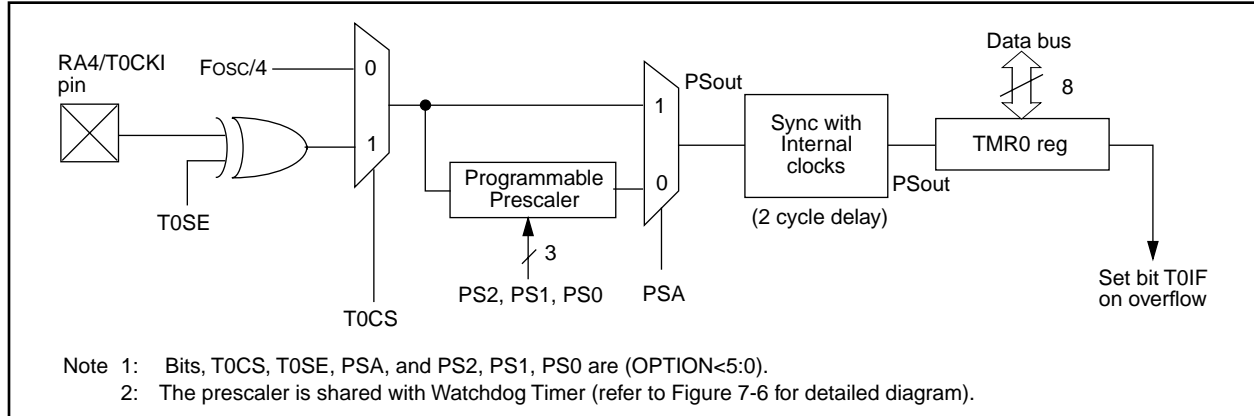 RA4/T0CKI
pin
FOSC/4
0
1
T0SE
T0CS
Programmable
Prescaler
3
PS2, PS1, PS0
1
0
PSA
PSout
Sync with
Internal
clocks
(2 cycle delay)
PSout
Data bus
8
TMR0 reg
Set bit T0IF
on overflow
Note 1: Bits, T0CS, T0SE, PSA, and PS2, PS1, PS0 are (OPTION<5:0).
2: The prescaler is shared with Watchdog Timer (refer to Figure 7-6 for detailed diagram).